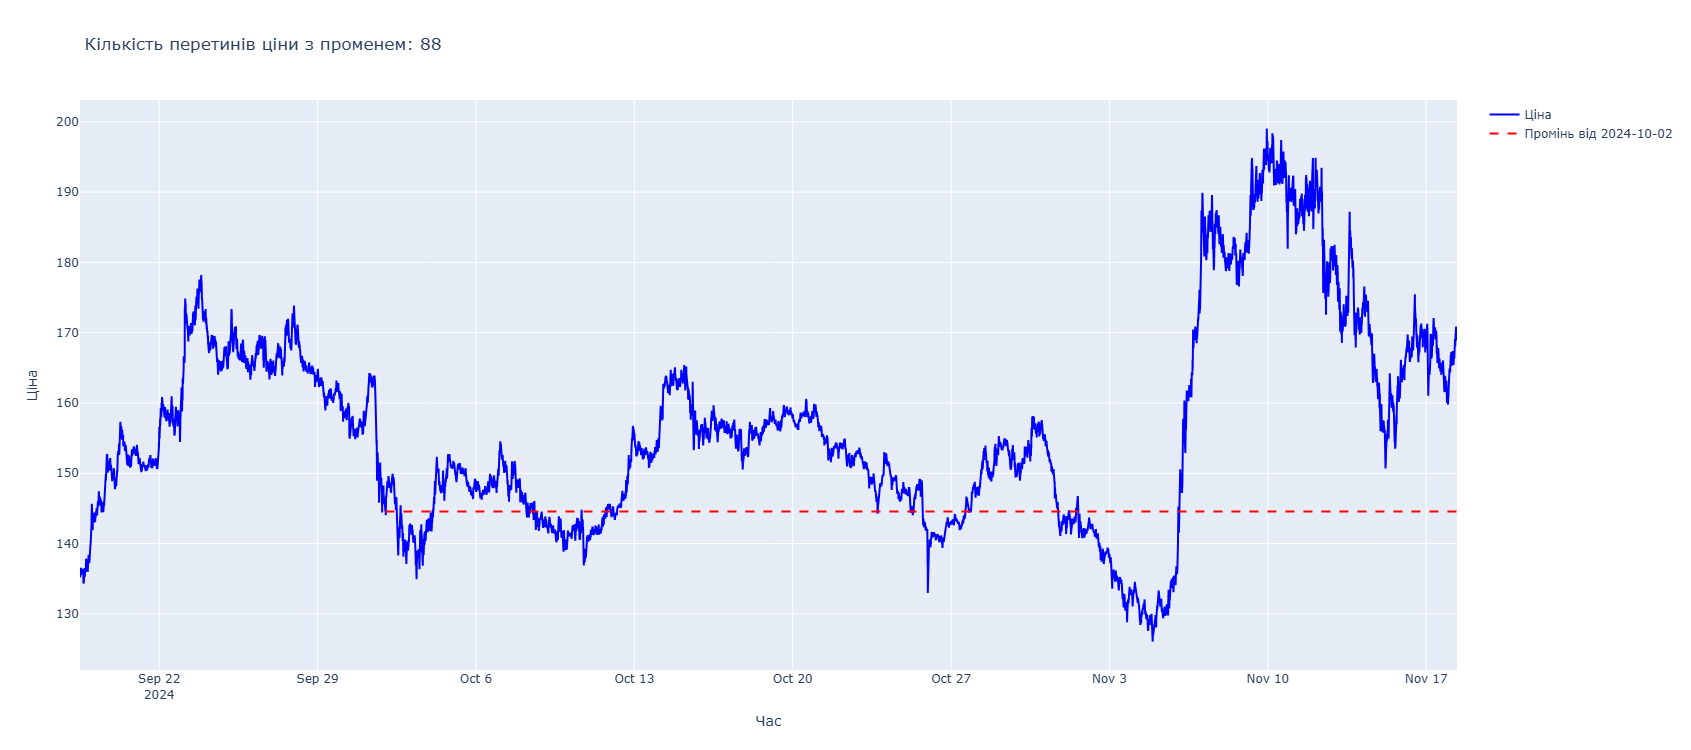 Кількість перетинів ціни з променем: 88
Ціна
Промінь від 2024-10-02
200
190
180
170
160
150
140
130
Ціна
Sep 22
2024
Sep 29
Oct 6
Oct 13
Oct 20
Oct 27
Nov 3
Nov 10
Nov 17
Час